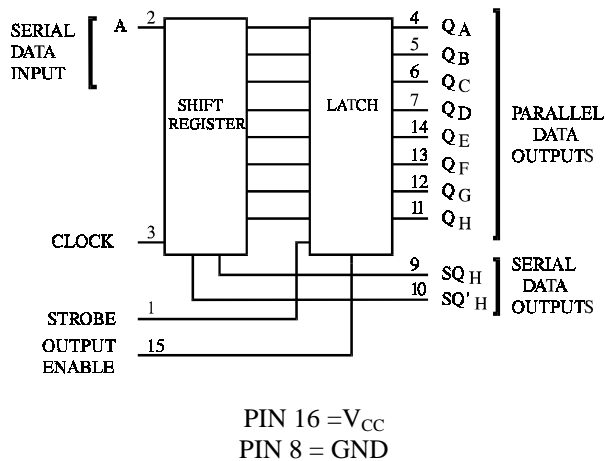 SERIAL
DATA
INPUT
A 2
SHIFT
REGISTER
LATCH
4 QA
5 QB
6 QC
7 QD
14 QE
13 QF
12 QG
11 QH
PARALLEL
DATA
OUTPUTS
CLOCK 3
9 SQH
10 SQ'H
SERIAL
DATA
OUTPUTS
STROBE 1
OUTPUT
ENABLE 15
PIN 16 =VCC
PIN 8 = GND